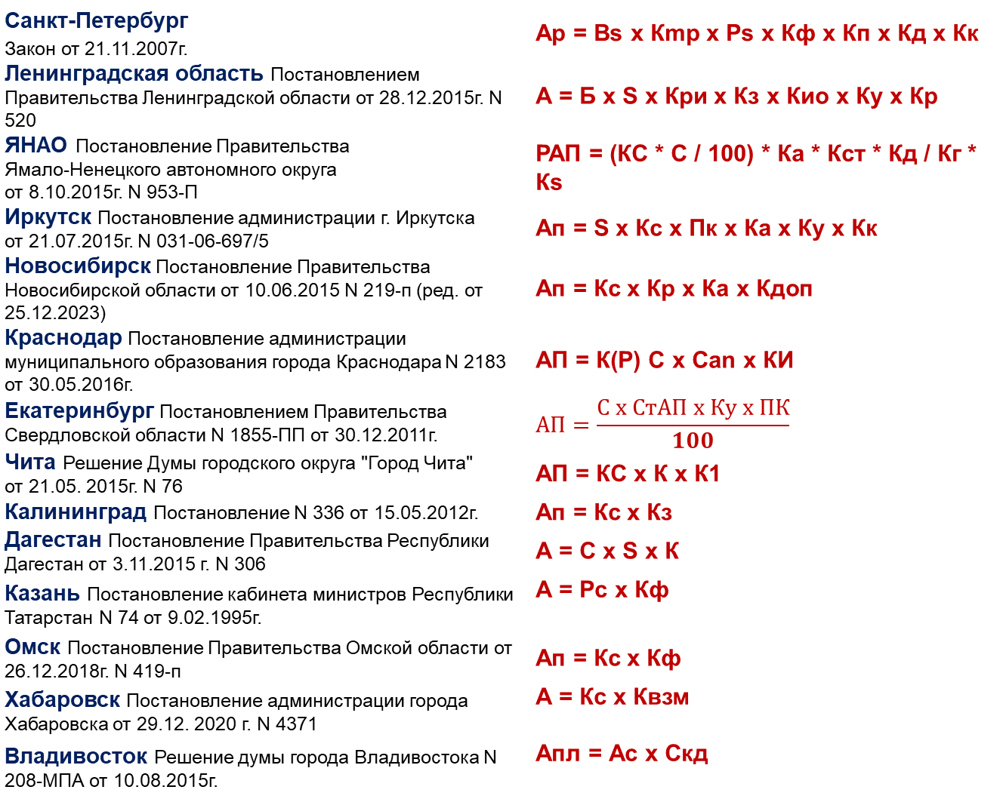 Санкт-Петербург
Закон от 21.11.2007г.
Ар = Bs х Кmр х Ps х Кф х Кп х Кд х Кк
Ленинградская область Постановлением
Правительства Ленинградской области от 28.12.2015г. N
520
А = Б х S х Кри х Кз х Кио х Ку х Кр
ЯНАО Постановление Правительства
Ямало-Ненецкого автономного округа
от 8.10.2015г. N 953-П
РАП = (КС * С / 100) * Ка * Кст * Кд / Кг *
Кs
Иркутск Постановление администрации г. Иркутска
от 21.07.2015г. N 031-06-697/5
Ап = S х Кс х Пк х Ка х Ку х Кк
Новосибирск Постановление Правительства
Новосибирской области от 10.06.2015 N 219-п (ред. от
25.12.2023)
Ап = Кс х Кр х Ка х Кдоп
Краснодар Постановление администрации
муниципального образования города Краснодара N 2183
от 30.05.2016г.
АП = К(Р) С х Сап х КИ
Екатеринбург Постановлением Правительства
Свердловской области N 1855-ПП от 30.12.2011г.
АП = С х СтАП х Ку х ПК
100
Чита Решение Думы городского округа "Город Чита"
от 21.05. 2015г. N 76
АП = КС х К х К1
Калининград Постановление N 336 от 15.05.2012г.
Ап = Кс х Кз
Дагестан Постановление Правительства Республики
Дагестан от 3.11.2015 г. N 306
А = С х S х К
Казань Постановление кабинета министров Республики
Татарстан N 74 от 9.02.1995г.
А = Рс х Кф
Омск Постановление Правительства Омской области от
26.12.2018г. N 419-п
Ап = Кс х Кф
Хабаровск Постановление администрации города
Хабаровска от 29.12. 2020 г. N 4371
А = Кс х Квзм
Владивосток Решение думы города Владивостока N
208-МПА от 10.08.2015г.
Апл = Ас х Скд